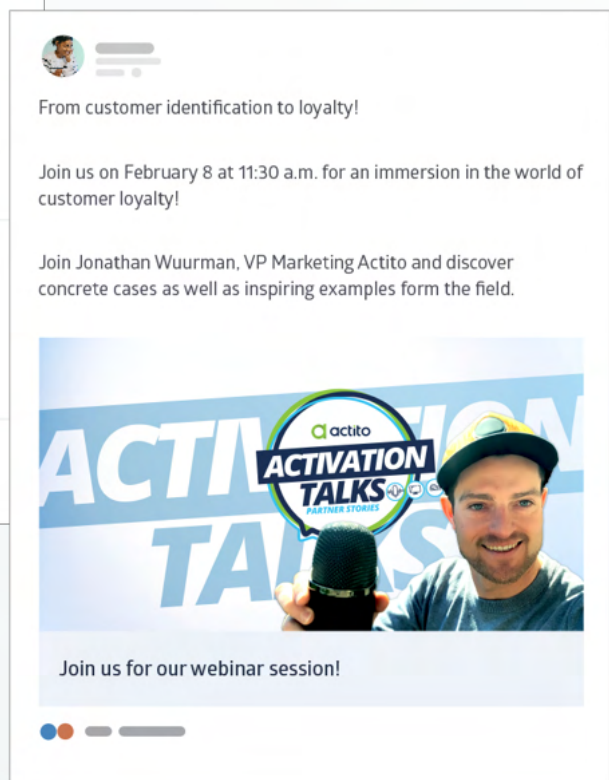 From customer identification to loyalty!
Join us on February 8 at 11:30 a.m. for an immersion in the world of
customer loyalty!
Join Jonathan Wuurman, VP Marketing Actito and discover
concrete cases as well as inspiring examples form the field.
actito
ACTIVATION
TALKS
PARTNER STORIES
Join us for our webinar session!